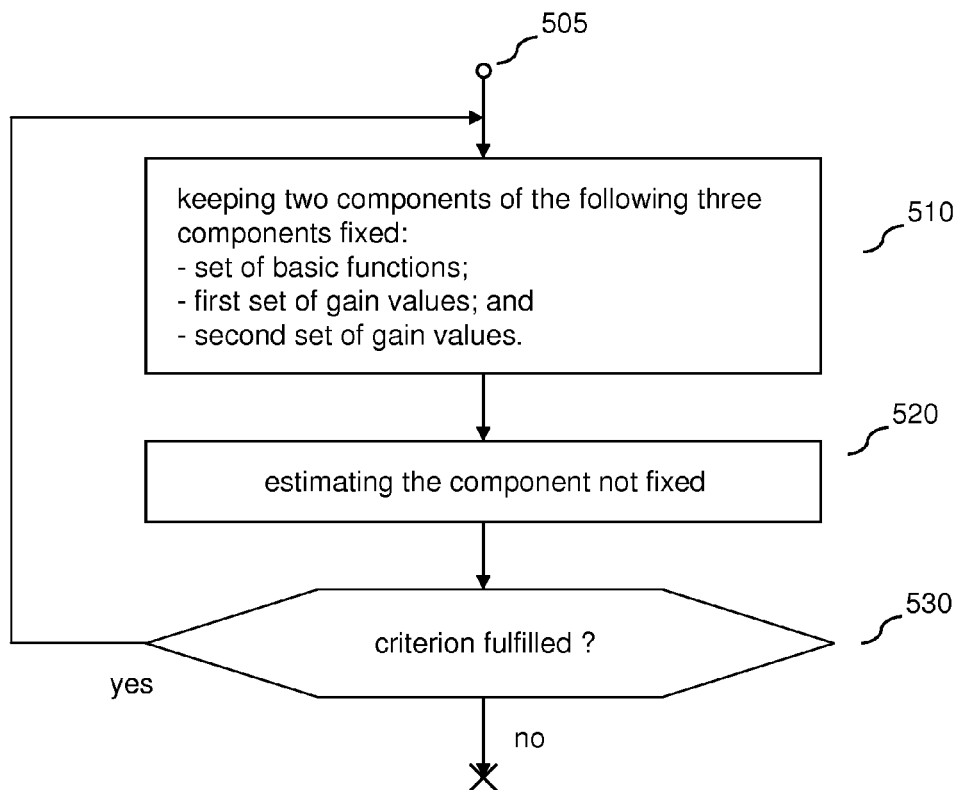 505
keeping two components of the following three
components fixed:
- set of basic functions;
- first set of gain values; and
- second set of gain values.
510
520
estimating the component not fixed
530
criterion fulfilled ?
yes
no